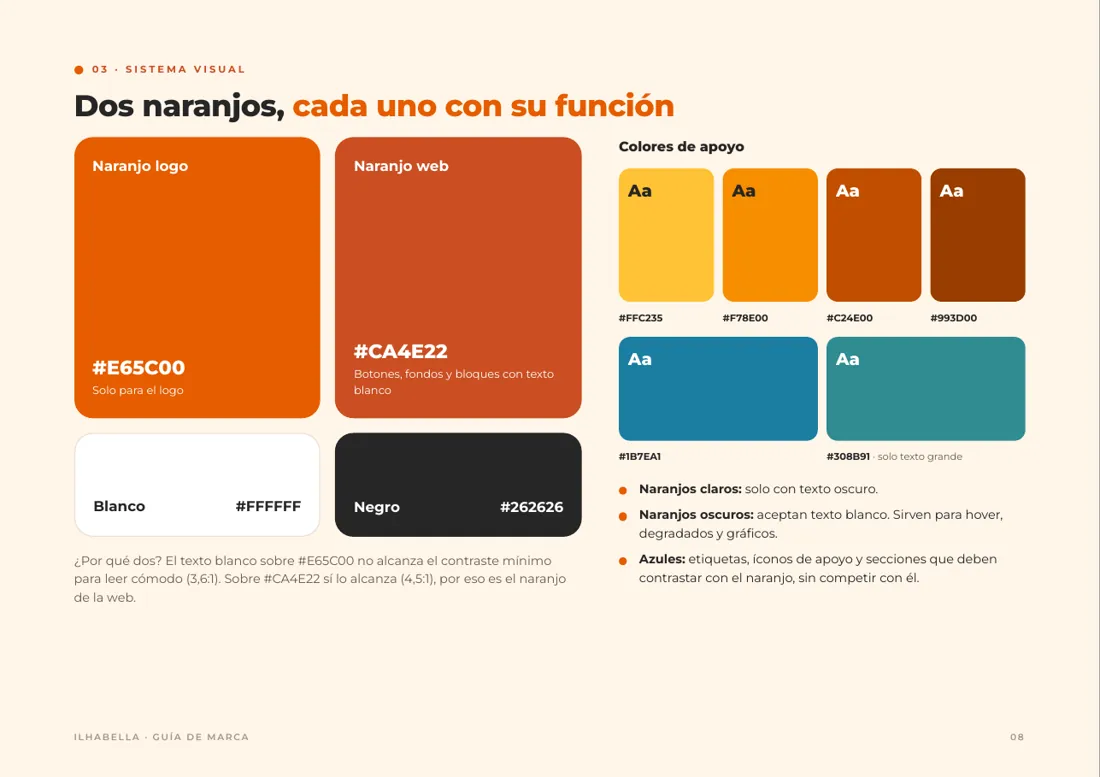 03 · SISTEMA VISUAL
Dos naranjos, cada uno con su función
Naranjo logo
#E65C00
Solo para el logo
Naranjo web
#CA4E22
Botones, fondos y bloques con texto
blanco
Blanco #FFFFFF
Negro #262626
¿Por qué dos? El texto blanco sobre #E65C00 no alcanza el contraste mínimo
para leer cómodo (3,6:1). Sobre #CA4E22 sí lo alcanza (4,5:1), por eso es el naranjo
de la web.
Colores de apoyo
Aa Aa Aa Aa
#FFC235 #F78E00 #C24E00 #993D00
Aa Aa
#1B7EA1 #308B91 · solo texto grande
Naranjos claros: solo con texto oscuro.
Naranjos oscuros: aceptan texto blanco. Sirven para hover,
degradados y gráficos.
Azules: etiquetas, íconos de apoyo y secciones que deben
contrastar con el naranjo, sin competir con él.
ILHABELLA · GUÍA DE MARCA 08